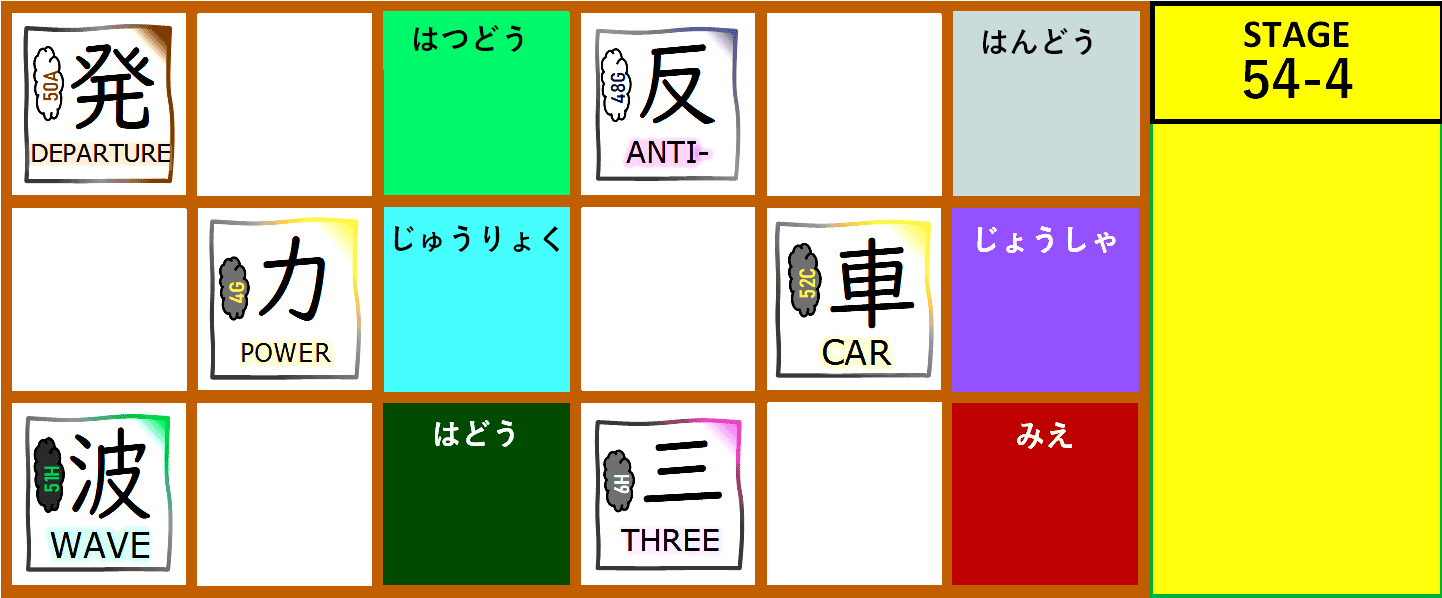 50A
発
DEPARTURE
はつどう
48G
反
ANTI-
はんどう
STAGE
54-4
4G
力
POWER
じゅうりょく
52C
車
CAR
じょうしゃ
51H
波
WAVE
はどう
6H
三
THREE
みえ